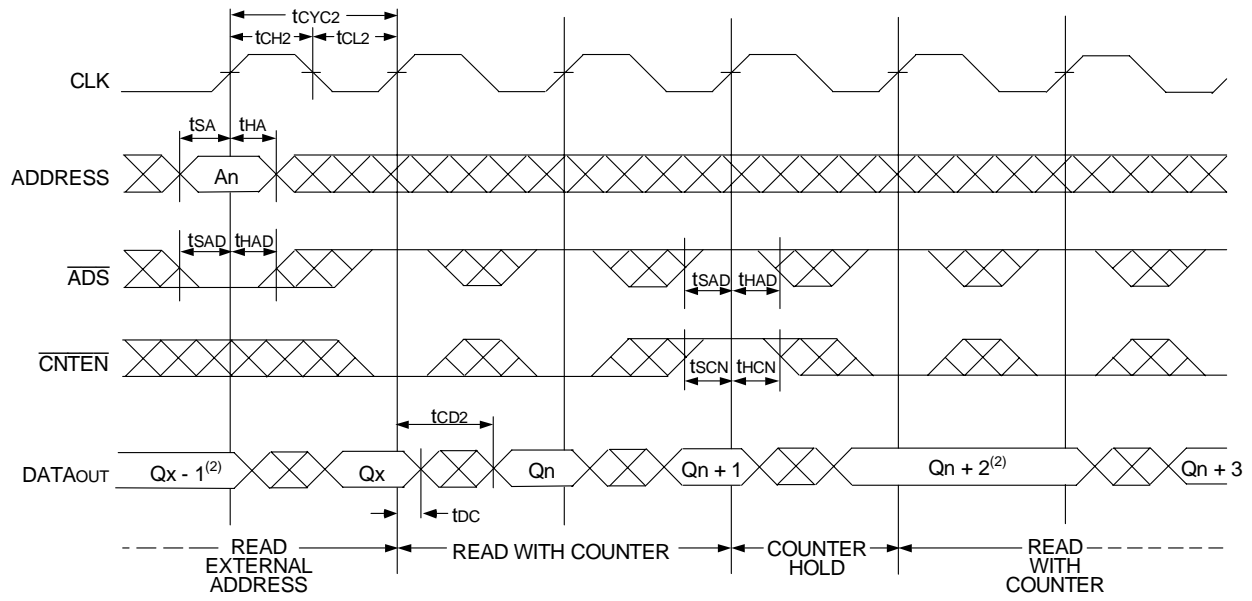 tCYC2
tCH2 tCL2
CLK
tSA tHA
ADDRESS An
tSAD tHAD
ADS
tSAD tHAD
CNTEN
tSCN tHCN
tCD2
DATAOUT Qx - 1(2) Qx Qn Qn + 1 Qn + 2(2) Qn + 3
tDC
READ EXTERNAL ADDRESS
READ WITH COUNTER
COUNTER HOLD
READ WITH COUNTER